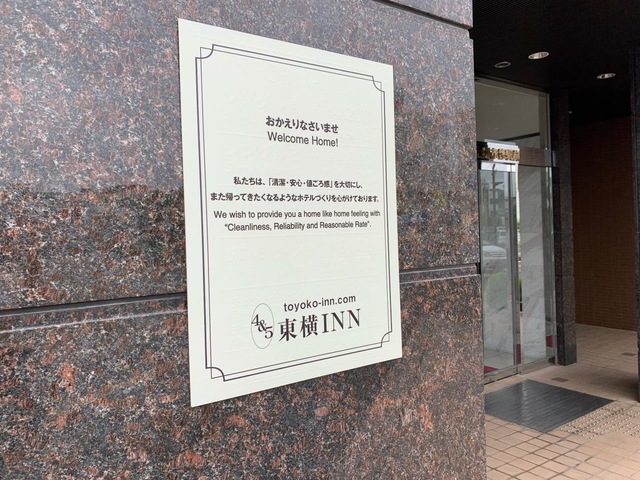 おかえりなさいませ
Welcome Home!
私たちは、「清潔・安心・値ごろ感」を大切にし、
また帰ってきたくなるようなホテルづくりを心がけております。
We wish to provide you a home like home feeling with
“Cleanliness, Reliability and Reasonable Rate”.
toyoko-inn.com
4&5 東横INN